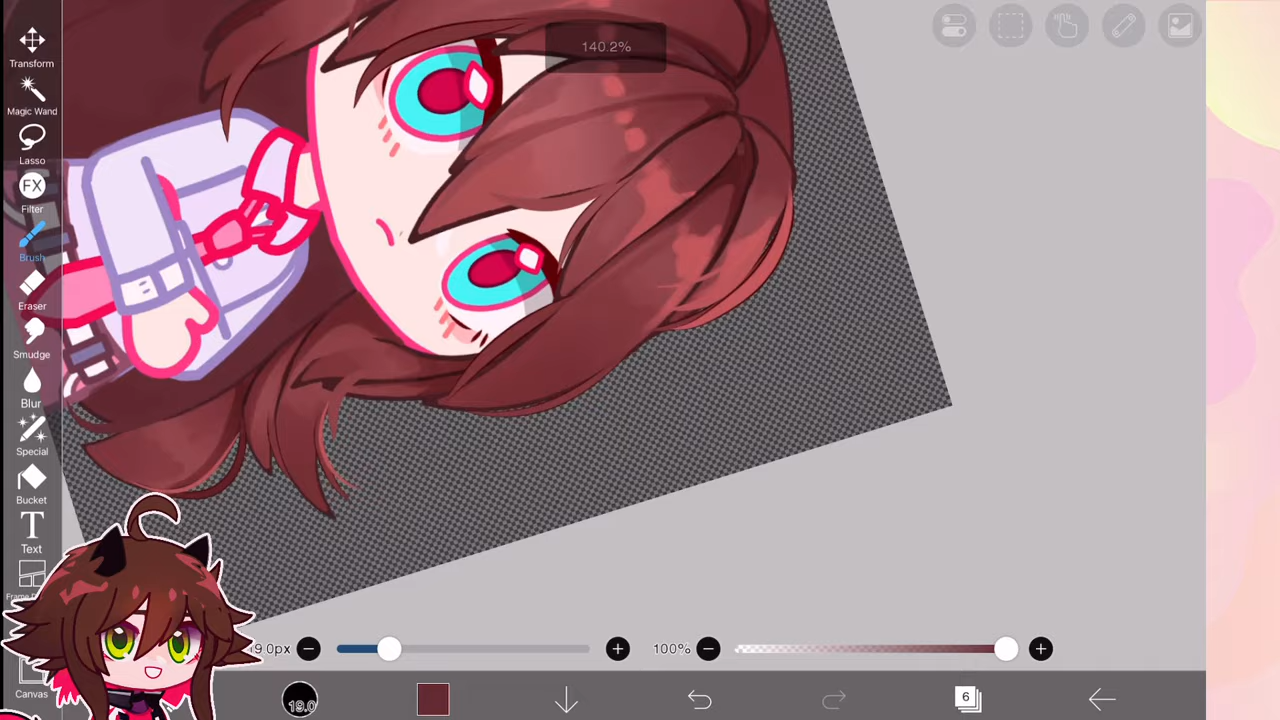 140.2%
Transform
Magic Wand
Lasso
FX
Filter
Brush
Eraser
Smudge
Blur
Special
Bucket
T
Text
Canvas
9.0px
100%
19.0
6